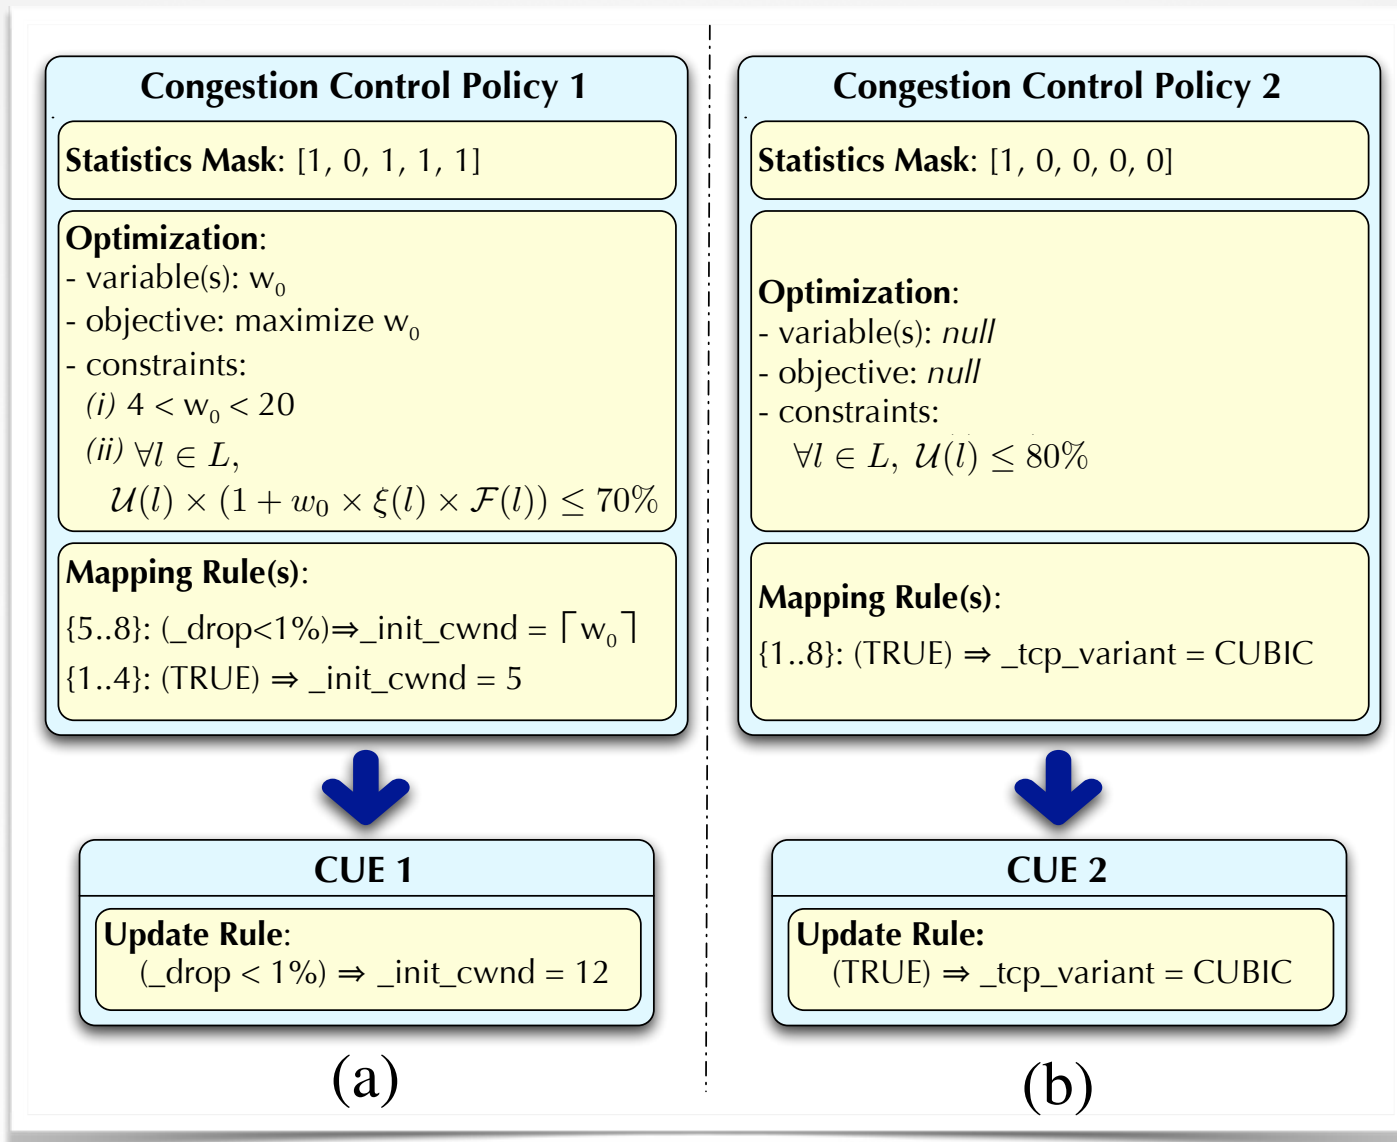 Congestion Control Policy 1
Statistics Mask: [1, 0, 1, 1, 1]
Optimization:
- variable(s): w₀
- objective: maximize w₀
- constraints:
(i) 4 < w₀ < 20
(ii) ∀l ∈ L,
𝒰(l) × (1 + w₀ × ξ(l) × ℱ(l)) ≤ 70%
Mapping Rule(s):
{5..8}: (_drop<1%)⇒_init_cwnd = ⌈w₀⌉
{1..4}: (TRUE) ⇒ _init_cwnd = 5
CUE 1
Update Rule:
(_drop < 1%) ⇒ _init_cwnd = 12
(a)
Congestion Control Policy 2
Statistics Mask: [1, 0, 0, 0, 0]
Optimization:
- variable(s): null
- objective: null
- constraints:
∀l ∈ L, 𝒰(l) ≤ 80%
Mapping Rule(s):
{1..8}: (TRUE) ⇒ _tcp_variant = CUBIC
CUE 2
Update Rule:
(TRUE) ⇒ _tcp_variant = CUBIC
(b)